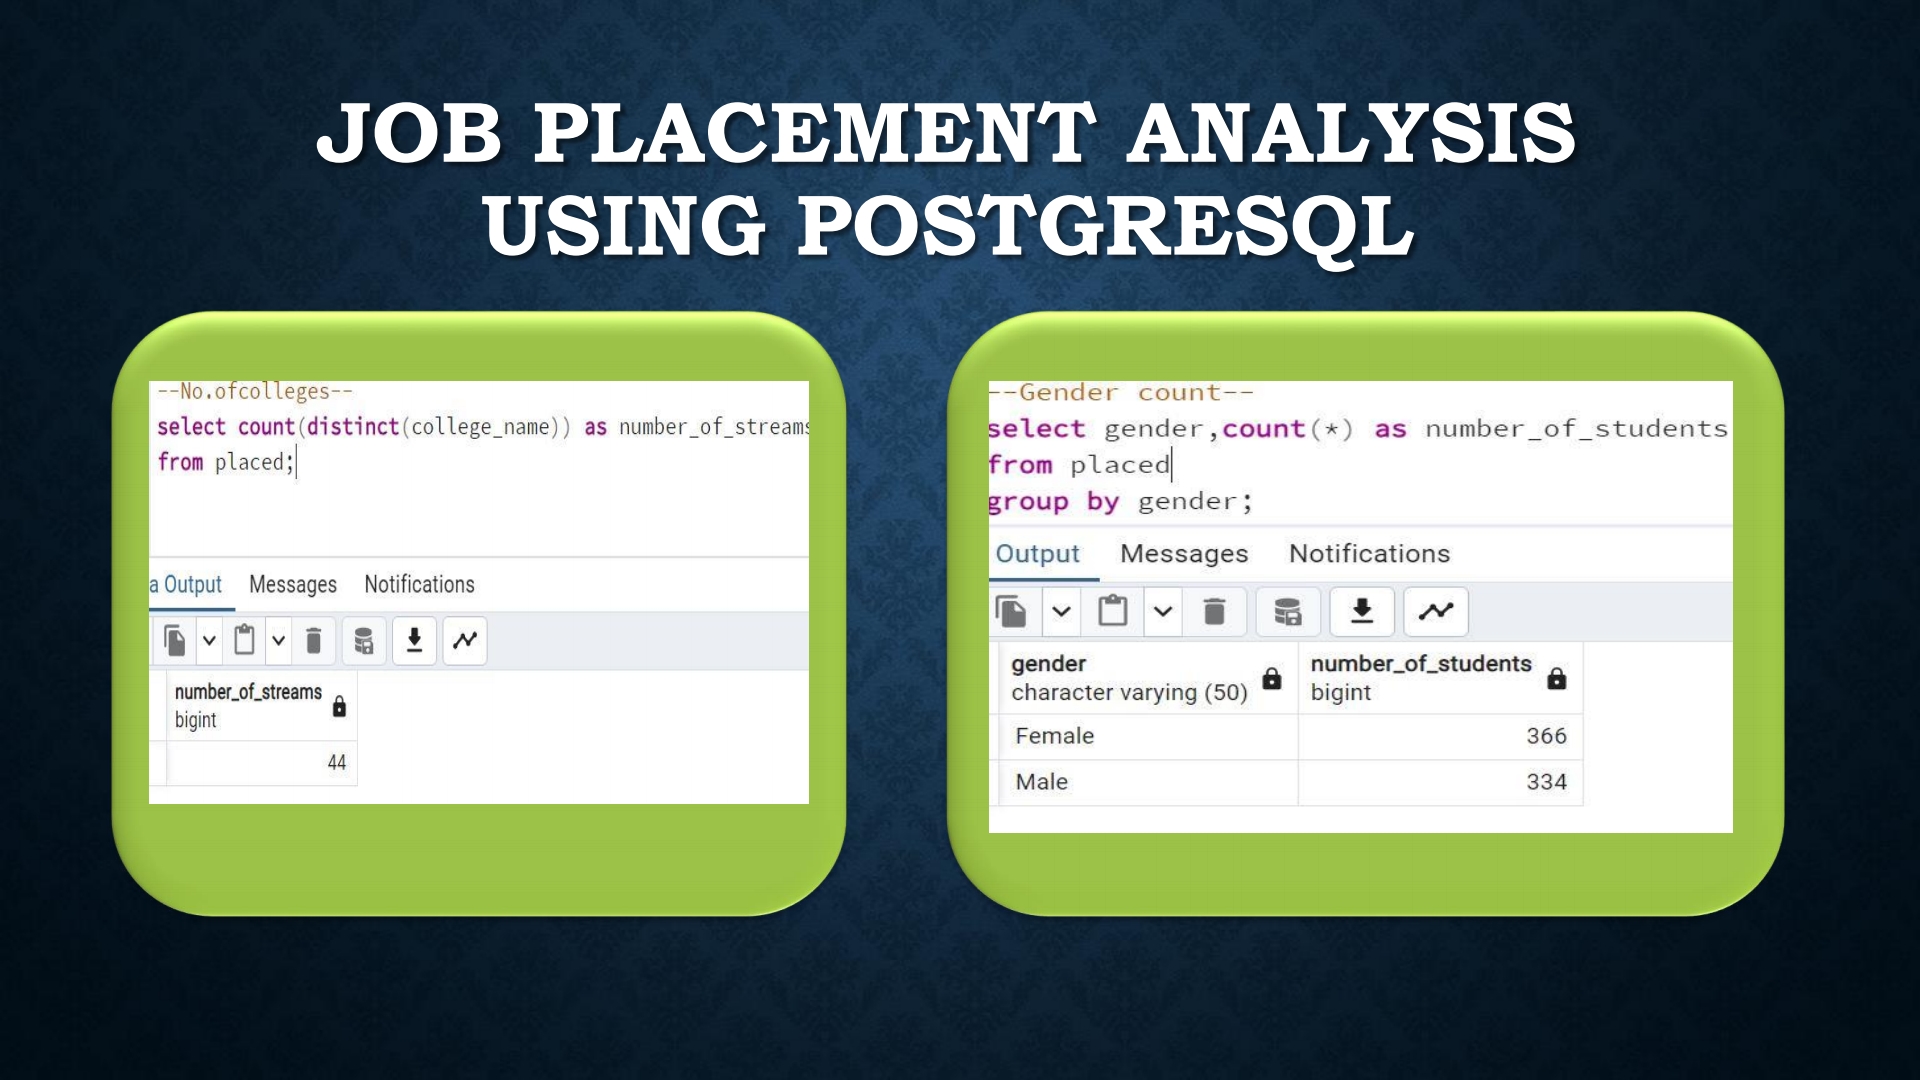 JOB PLACEMENT ANALYSIS
USING POSTGRESQL
--No.ofcolleges--
select count(distinct(college_name)) as number_of_streams
from placed;
a Output Messages Notifications
number_of_streams
bigint
44
--Gender count--
select gender,count(*) as number_of_students
from placed
group by gender;
Output Messages Notifications
gender number_of_students
character varying (50) bigint
Female 366
Male 334